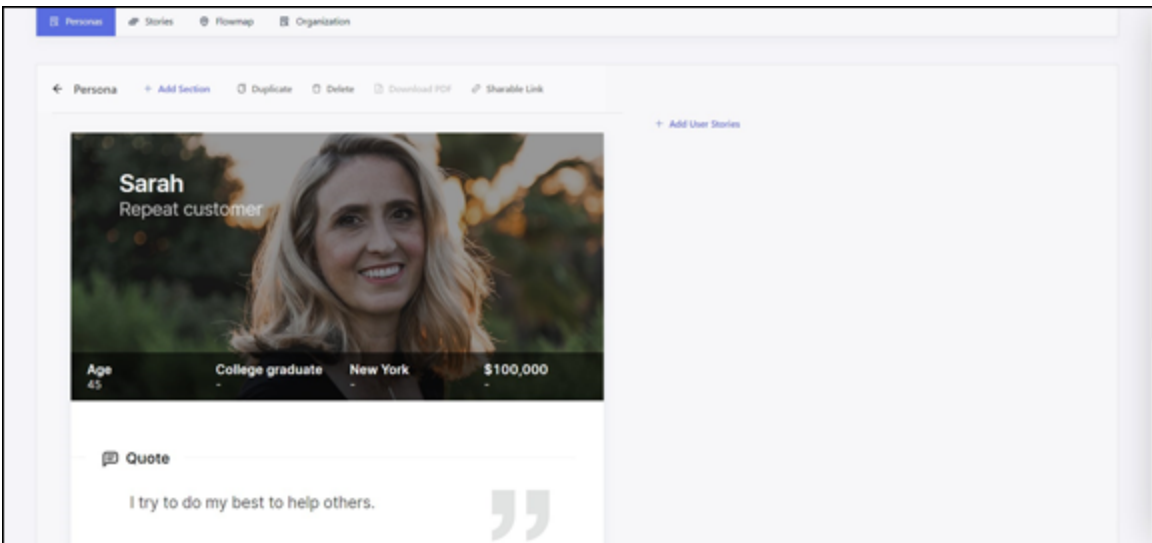 Personas Stories Flowmap Organization
Persona + Add Section Duplicate Delete Download PDF Sharable Link
+ Add User Stories
Sarah
Repeat customer
Age College graduate New York $100,000
45 - - -
Quote
I try to do my best to help others.